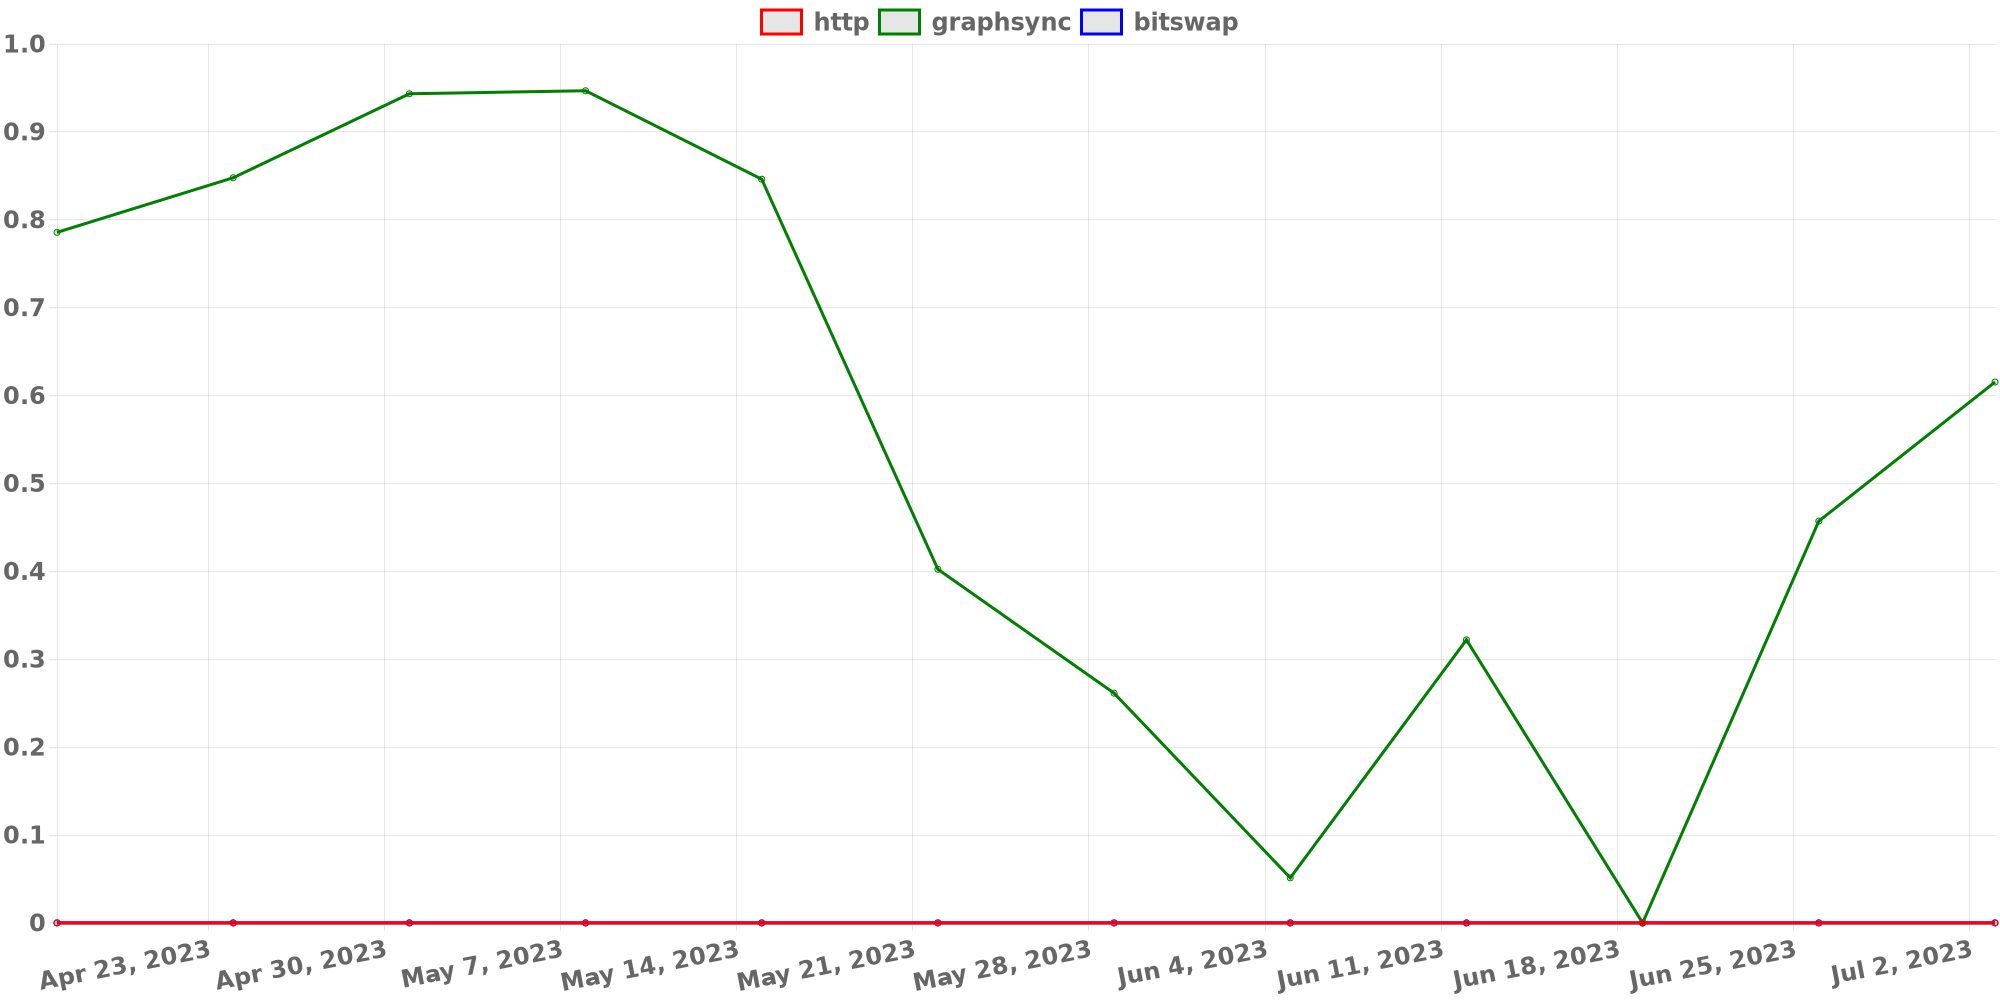 http graphsync bitswap
1.0
0.9
0.8
0.7
0.6
0.5
0.4
0.3
0.2
0.1
0
Apr 23, 2023
Apr 30, 2023
May 7, 2023
May 14, 2023
May 21, 2023
May 28, 2023
Jun 4, 2023
Jun 11, 2023
Jun 18, 2023
Jun 25, 2023
Jul 2, 2023